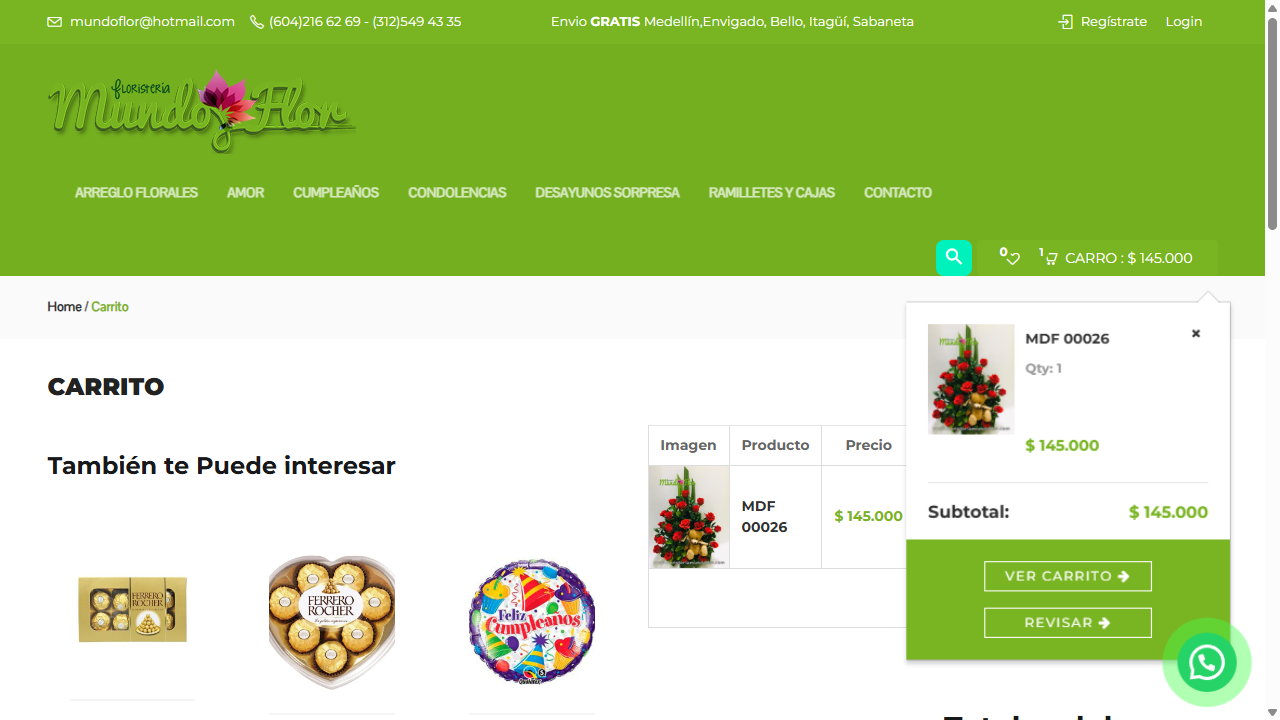 mundoflor@hotmail.com (604)216 62 69 - (312)549 43 35 Envio GRATIS Medellín,Envigado, Bello, Itagüí, Sabaneta Regístrate Login
floristería
Mundo Flor
ARREGLO FLORALES AMOR CUMPLEAÑOS CONDOLENCIAS DESAYUNOS SORPRESA RAMILLETES Y CAJAS CONTACTO
0 1 CARRO : $ 145.000
Home / Carrito
CARRITO
También te Puede interesar
FERRERO
ROCHER
FERRERO
ROCHER
Feliz
Cumpleaños
Imagen Producto Precio
MDF
00026
$ 145.000
MDF 00026 ×
Qty: 1
$ 145.000
Subtotal: $ 145.000
VER CARRITO
REVISAR